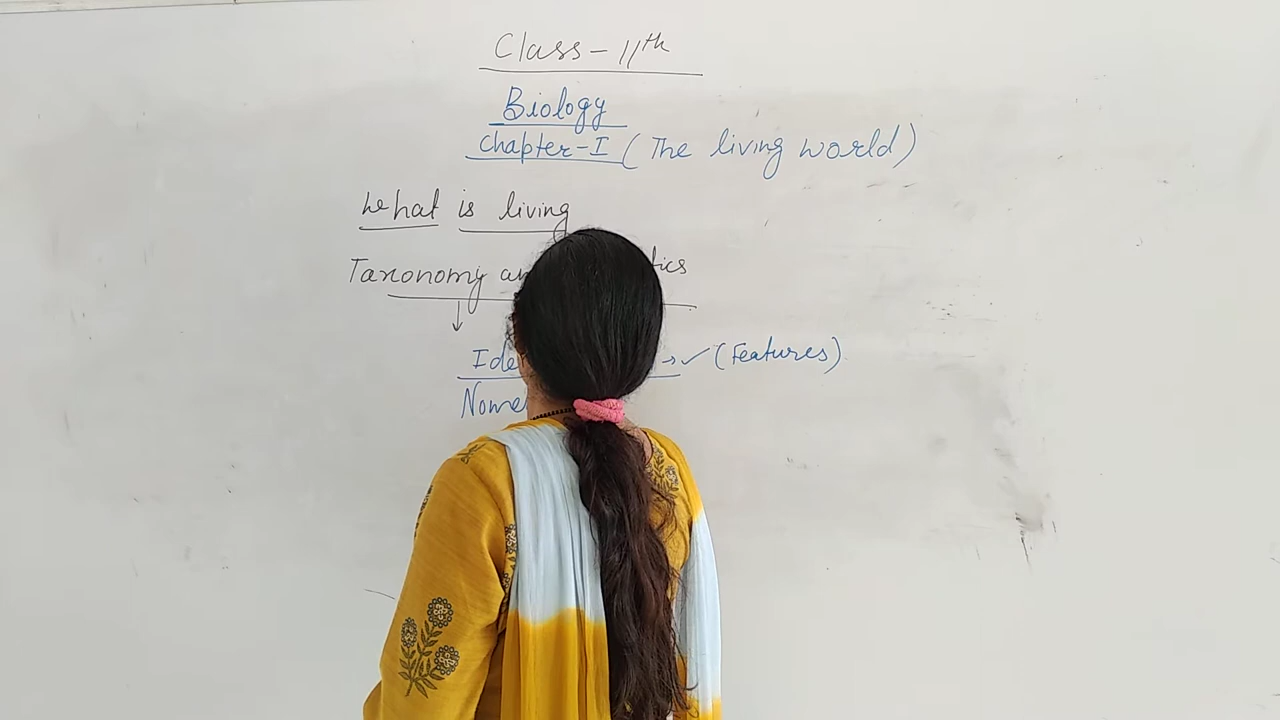 Class - 11th
Biology
Chapter-I ( The living world )
What is living
Taxonomy
→ ✓ ( Features )